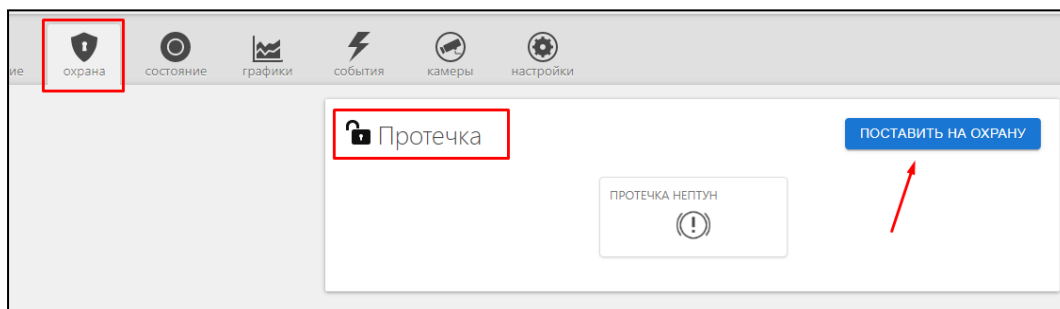 ие охрана состояние графики события камеры настройки
Протечка
ПОСТАВИТЬ НА ОХРАНУ
ПРОТЕЧКА НЕПТУН